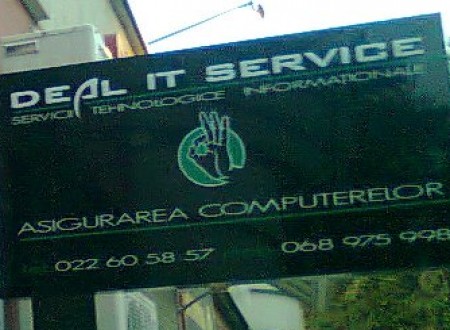 DEAL IT SERVICE
SERVICII TEHNOLOGICE INFORMATIONALE
ASIGURAREA COMPUTERELOR
022 60 58 57 068 975 998